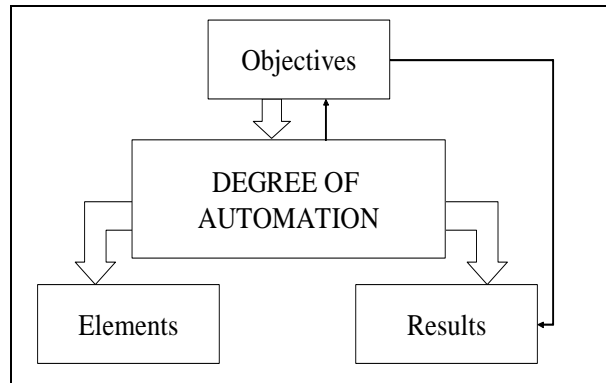 Objectives
DEGREE OF
AUTOMATION
Elements
Results